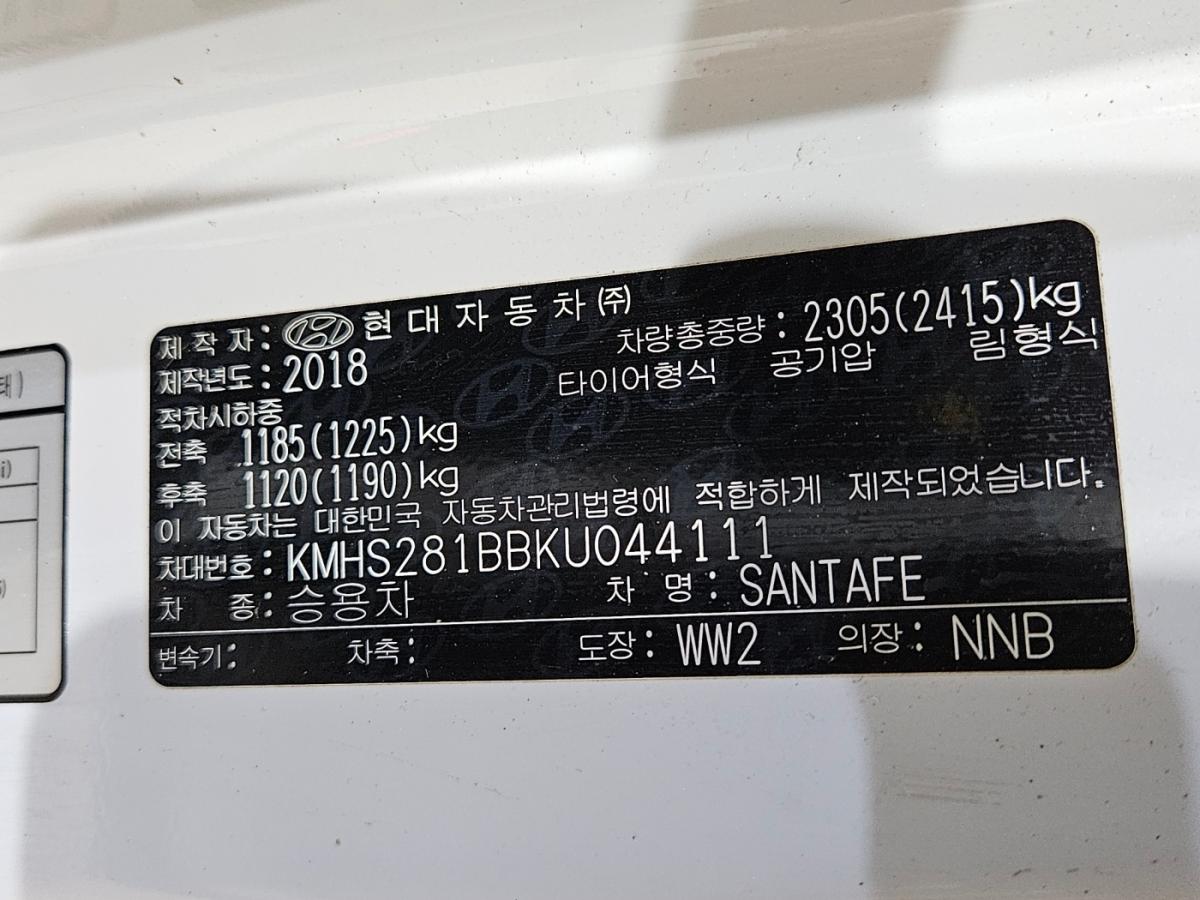 제 작 자 : 현 대 자 동 차 (주) 차량총중량 : 2305(2415)kg
제작년도 : 2018 타이어형식 공기압 림형식
적차시하중
전축 1185(1225)kg
후축 1120(1190)kg
이 자동차는 대한민국 자동차관리법령에 적합하게 제작되었습니다.
차대번호 : KMHS281BBKU044111
차 종 : 승용차 차 명 : SANTAFE
변속기 : 차축 : 도장 : WW2 의장 : NNB